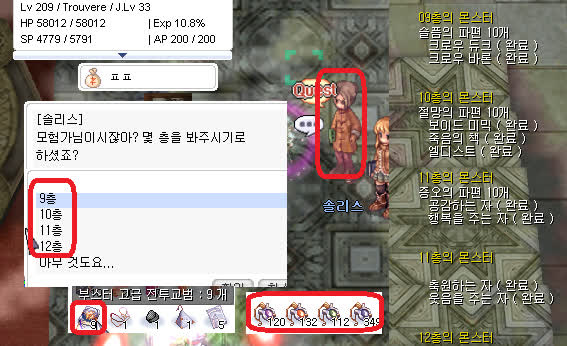 Lv 209 / Trouvere / J.Lv 33
HP 58012 / 58012 | Exp 10.8%
SP 4779 / 5791 | AP 200 / 200
ㅍㅍ
[솔리스]
모험가님이시잖아? 몇 층을 봐주시기로
하셨죠?
9층
10층
11층
12층
아무 것도요...
부스터 고급 전투교범 : 9 개
9 1 1 1 5
120 132 112 349
Quest
솔리스
09층의 몬스터
슬픔의 파편 10개
크로우 듀크 ( 완료 )
크로우 바론 ( 완료 )
10층의 몬스터
절망의 파편 10개
보이드 미믹 ( 완료 )
죽음의 책 ( 완료 )
엘디스트 ( 완료 )
11층의 몬스터
증오의 파편 10개
공감하는 자 ( 완료 )
행복을 주는 자 ( 완료 )
11층의 몬스터
축원하는 자 ( 완료 )
웃음을 주는 자 ( 완료 )
12층의 몬스터